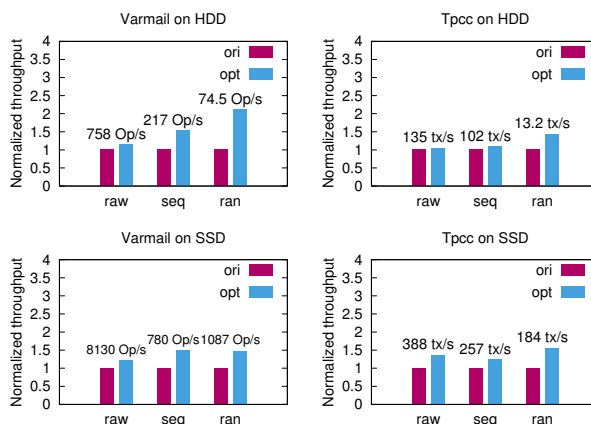 Varmail on HDD
Normalized throughput
4
3.5
3
2.5
2
1.5
1
0.5
0
ori
opt
758 Op/s
217 Op/s
74.5 Op/s
raw seq ran
Tpcc on HDD
Normalized throughput
4
3.5
3
2.5
2
1.5
1
0.5
0
ori
opt
135 tx/s
102 tx/s
13.2 tx/s
raw seq ran
Varmail on SSD
Normalized throughput
4
3.5
3
2.5
2
1.5
1
0.5
0
ori
opt
8130 Op/s
780 Op/s
1087 Op/s
raw seq ran
Tpcc on SSD
Normalized throughput
4
3.5
3
2.5
2
1.5
1
0.5
0
ori
opt
388 tx/s
257 tx/s
184 tx/s
raw seq ran